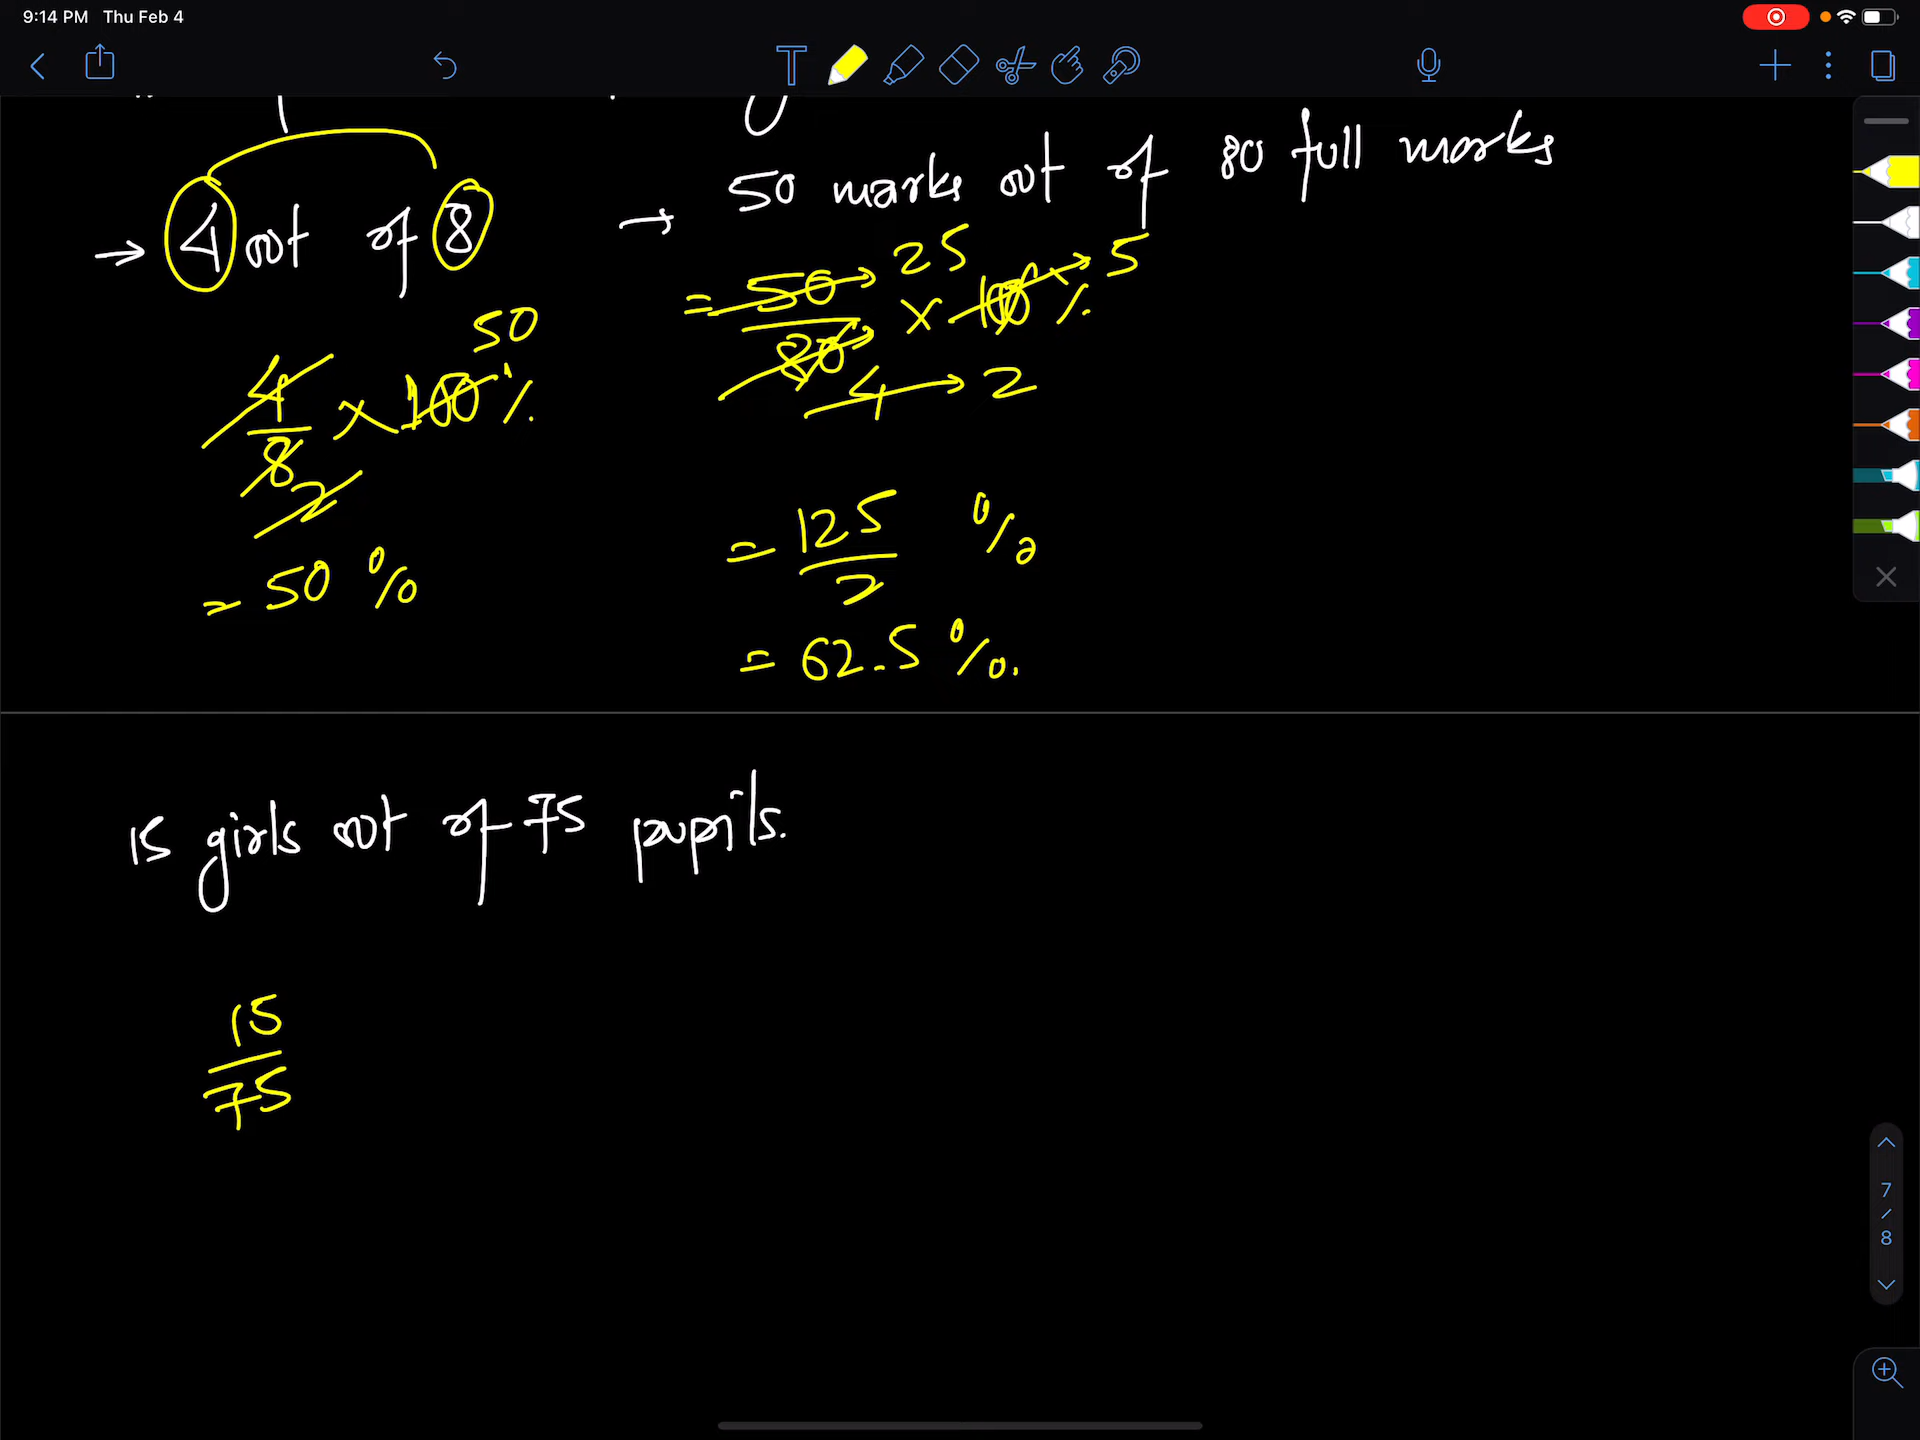 9:14 PM Thu Feb 4
→ 4 out of 8
4/8 × 100 %
2
50
= 50 %
→ 50 marks out of 80 full marks
= 50/80 × 100 %
25
5
4 → 2
= 125/2 %
= 62.5 %.
15 girls out of 75 pupils.
15/75
7
/
8